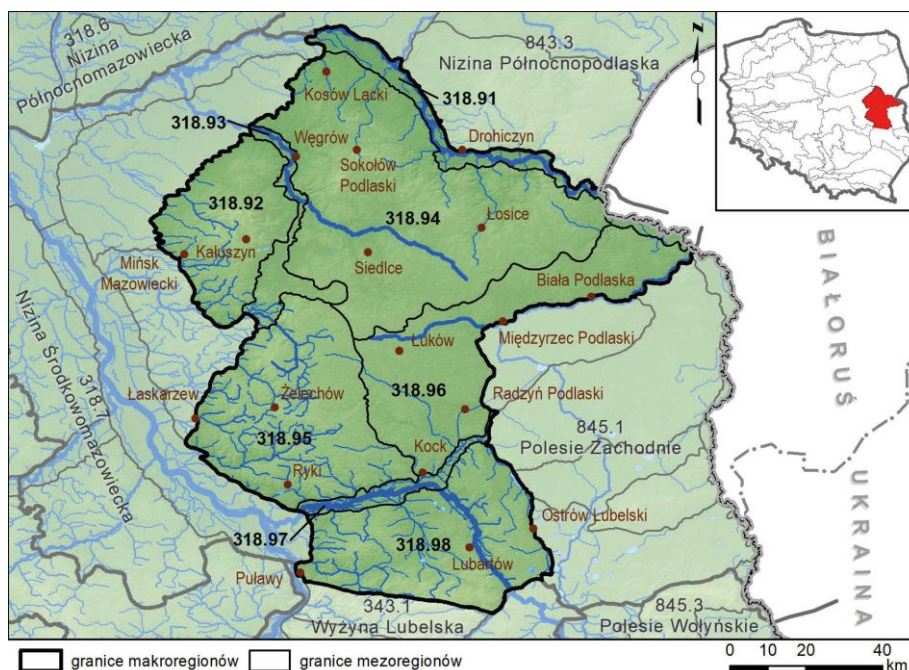 318.6
Nizina
Północnomazowiecka
843.3
Nizina Północnopodlaska
N
Kosów Lacki
318.91
318.93
Węgrów
Drohiczyn
Sokołów
Podlaski
318.92
318.94
Łosice
Kałuszyn
Mińsk
Mazowiecki
Siedlce
Biała Podlaska
Nizina Środkowomazowiecka
318.7
Międzyrzec Podlaski
Łuków
Łaskarzew
Żelechów
318.96
Radzyń Podlaski
318.95
845.1
Polesie Zachodnie
Kock
Ryki
Ostrów Lubelski
318.97
318.98
Lubartów
Puławy
343.1
Wyżyna Lubelska
845.3
Polesie Wołyńskie
BIAŁORUŚ
UKRAINA
granice makroregionów
granice mezoregionów
0 10 20 40
km